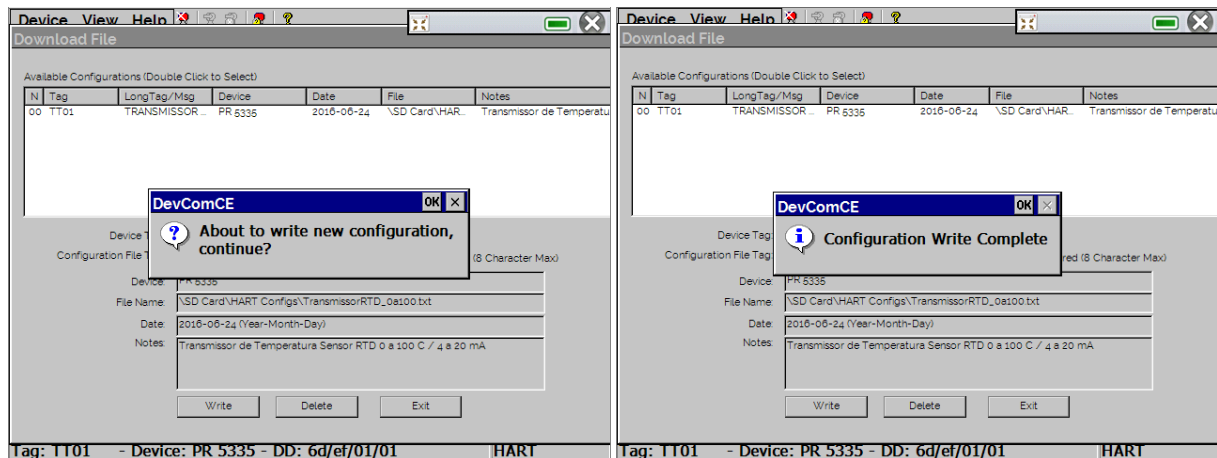 Device View Help
Download File
Available Configurations (Double Click to Select)
N Tag LongTag/Msg Device Date File Notes
00 TT01 TRANSMISSOR ... PR 5335 2016-06-24 \SD Card\HAR... Transmissor de Temperatu
DevComCE OK
About to write new configuration,
continue?
Device T
Configuration File T (8 Character Max)
Device: PR 5335
File Name: \SD Card\HART Configs\TransmissorRTD_0a100.txt
Date: 2016-06-24 (Year-Month-Day)
Notes: Transmissor de Temperatura Sensor RTD 0 a 100 C / 4 a 20 mA
Write Delete Exit
Tag: TT01 - Device: PR 5335 - DD: 6d/ef/01/01 HART
Device View Help
Download File
Available Configurations (Double Click to Select)
N Tag LongTag/Msg Device Date File Notes
00 TT01 TRANSMISSOR ... PR 5335 2016-06-24 \SD Card\HAR... Transmissor de Temperatu
DevComCE OK
Configuration Write Complete
Device Tag:
Configuration File Tag: red (8 Character Max)
Device: PR 5335
File Name: \SD Card\HART Configs\TransmissorRTD_0a100.txt
Date: 2016-06-24 (Year-Month-Day)
Notes: Transmissor de Temperatura Sensor RTD 0 a 100 C / 4 a 20 mA
Write Delete Exit
Tag: TT01 - Device: PR 5335 - DD: 6d/ef/01/01 HART